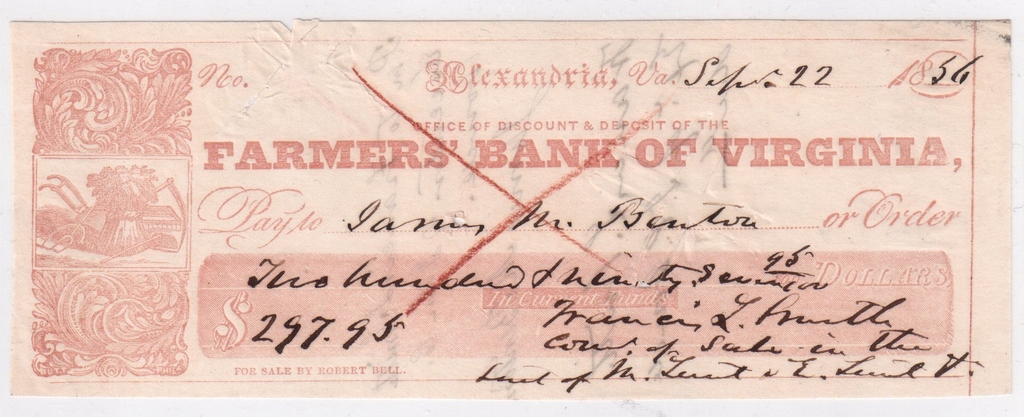 No. Alexandria, Va. Sept. 22 1856
OFFICE OF DISCOUNT & DEPOSIT OF THE
FARMERS' BANK OF VIRGINIA,
Pay to James M. Benton or Order
Two hundred & ninety Seven 95/100 DOLLARS
In Current Funds
$297.95
Francis L. Smith
Com. of Sale in the
Suit of M. & E. 
FOR SALE BY ROBERT BELL.